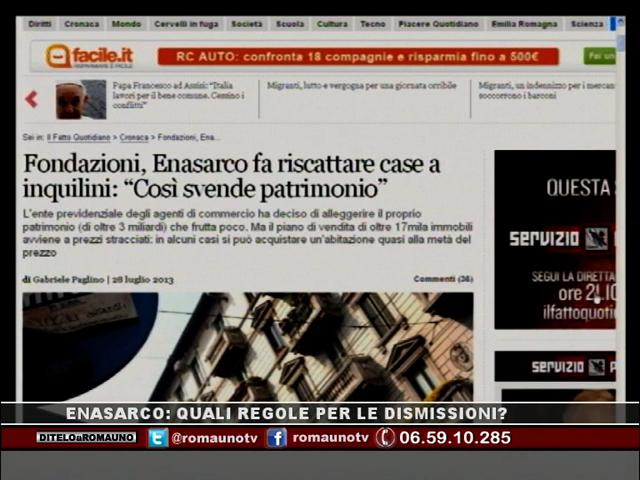 Diritti Cronaca Mondo Cervelli in fuga Società Scuola Cultura Tecno Piacere Quotidiano Emilia Romagna Scienza
facile.it
RISPARMIARE È FACILE
RC AUTO: confronta 18 compagnie e risparmia fino a 500€
Fai un
Papa Francesco ad Assisi: "Italia
lavori per il bene comune. Cessino i
conflitti"
Migranti, lutto e vergogna per una giornata orribile
Migranti, un indennizzo per i mercan
soccorrono i barconi
Sei in: Il Fatto Quotidiano > Cronaca > Fondazioni, Ena...
Fondazioni, Enasarco fa riscattare case a
inquilini: "Così svende patrimonio"
L'ente previdenziale degli agenti di commercio ha deciso di alleggerire il proprio
patrimonio (di oltre 3 miliardi) che frutta poco. Ma il piano di vendita di oltre 17mila immobili
avviene a prezzi stracciati: in alcuni casi si può acquistare un'abitazione quasi alla metà del
prezzo
di Gabriele Paglino | 28 luglio 2013
Commenti (36)
QUESTA S
SERVIZIO P
SEGUI LA DIRETTA
ore 21.10
ilfattoquoti
SERVIZIO P
ENASARCO: QUALI REGOLE PER LE DISMISSIONI?
DITELOaROMAUNO @romaunotv romaunotv 06.59.10.285